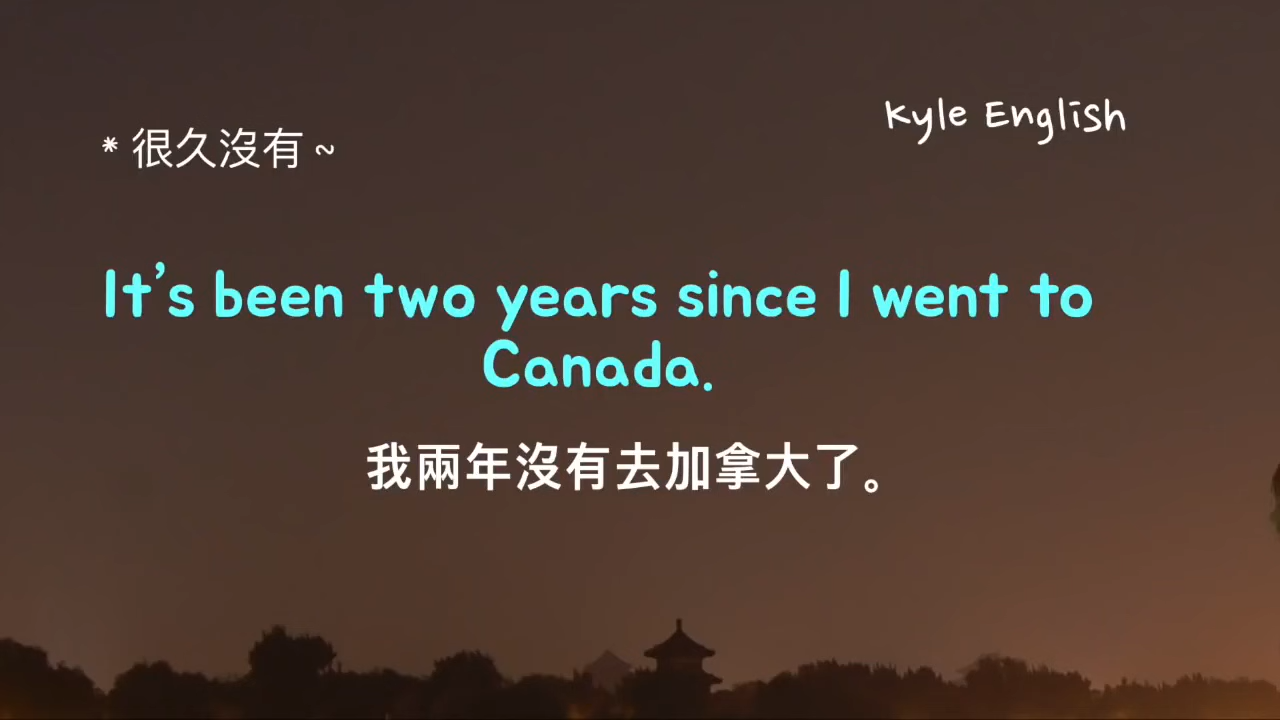 Kyle English
* 很久沒有 ~
It's been two years since I went to
Canada.
我兩年沒有去加拿大了。